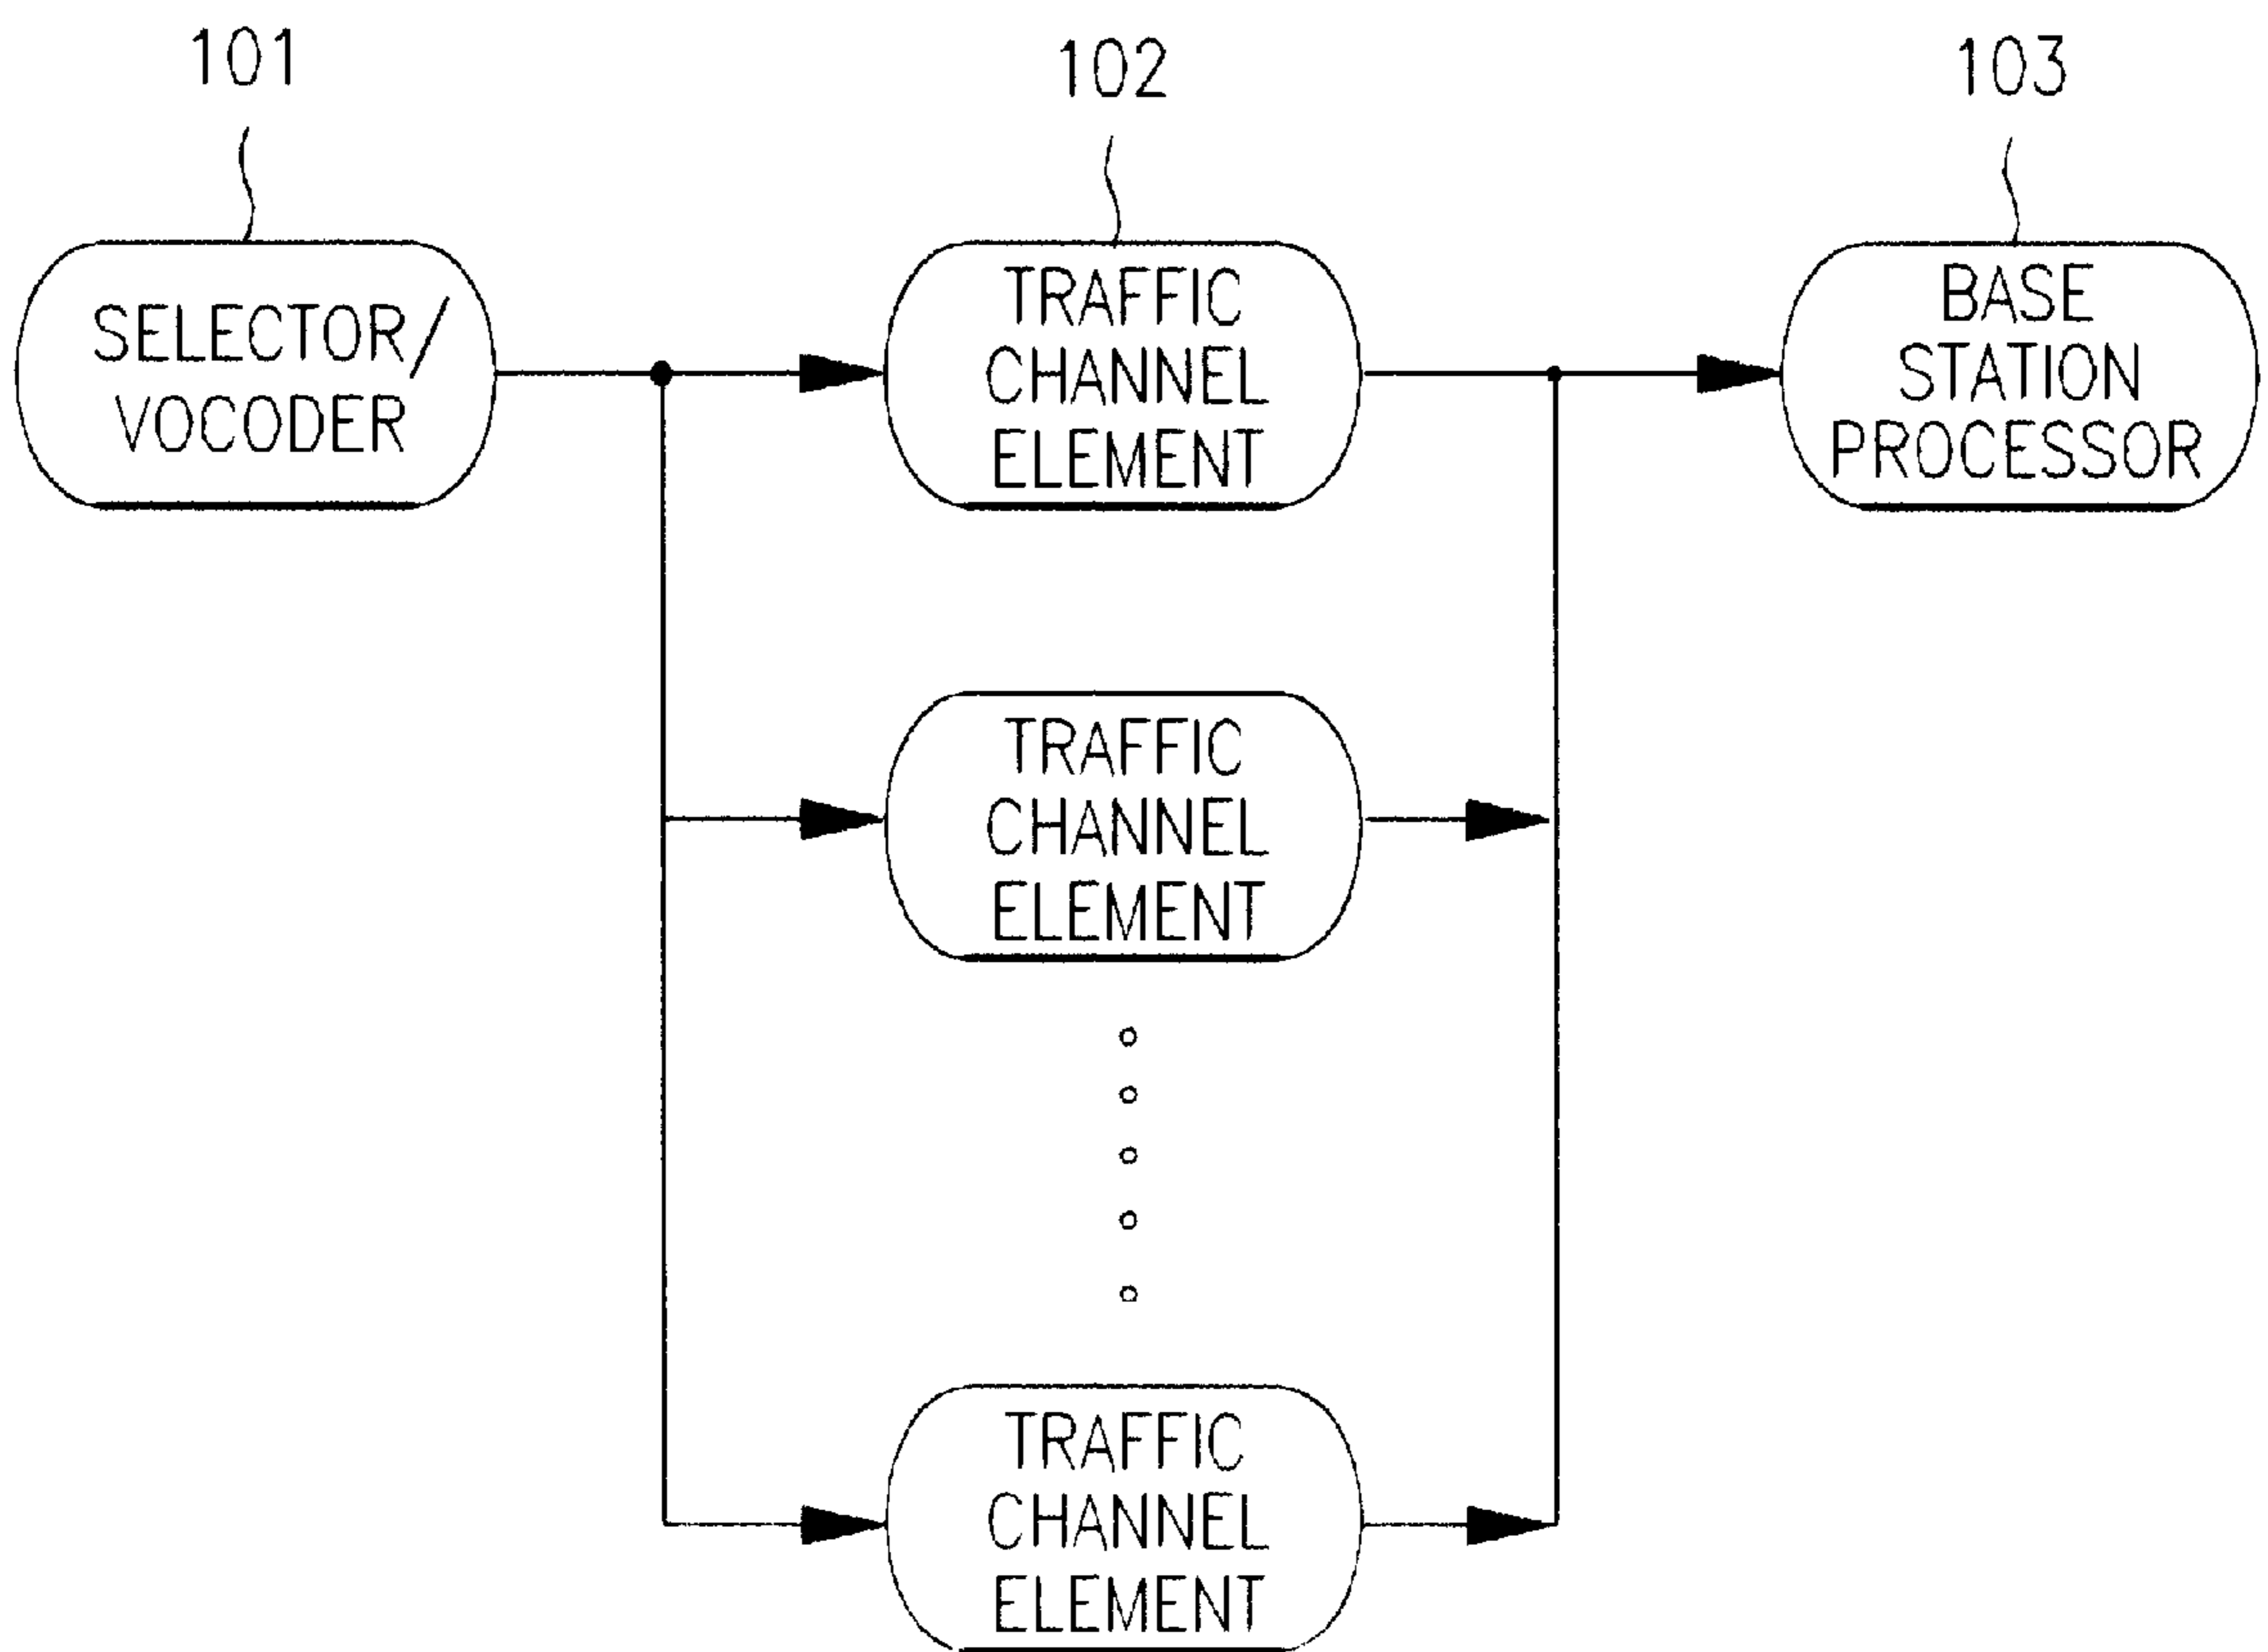 101
102
103
SELECTOR/
VOCODER
TRAFFIC
CHANNEL
ELEMENT
BASE
STATION
PROCESSOR
TRAFFIC
CHANNEL
ELEMENT
TRAFFIC
CHANNEL
ELEMENT